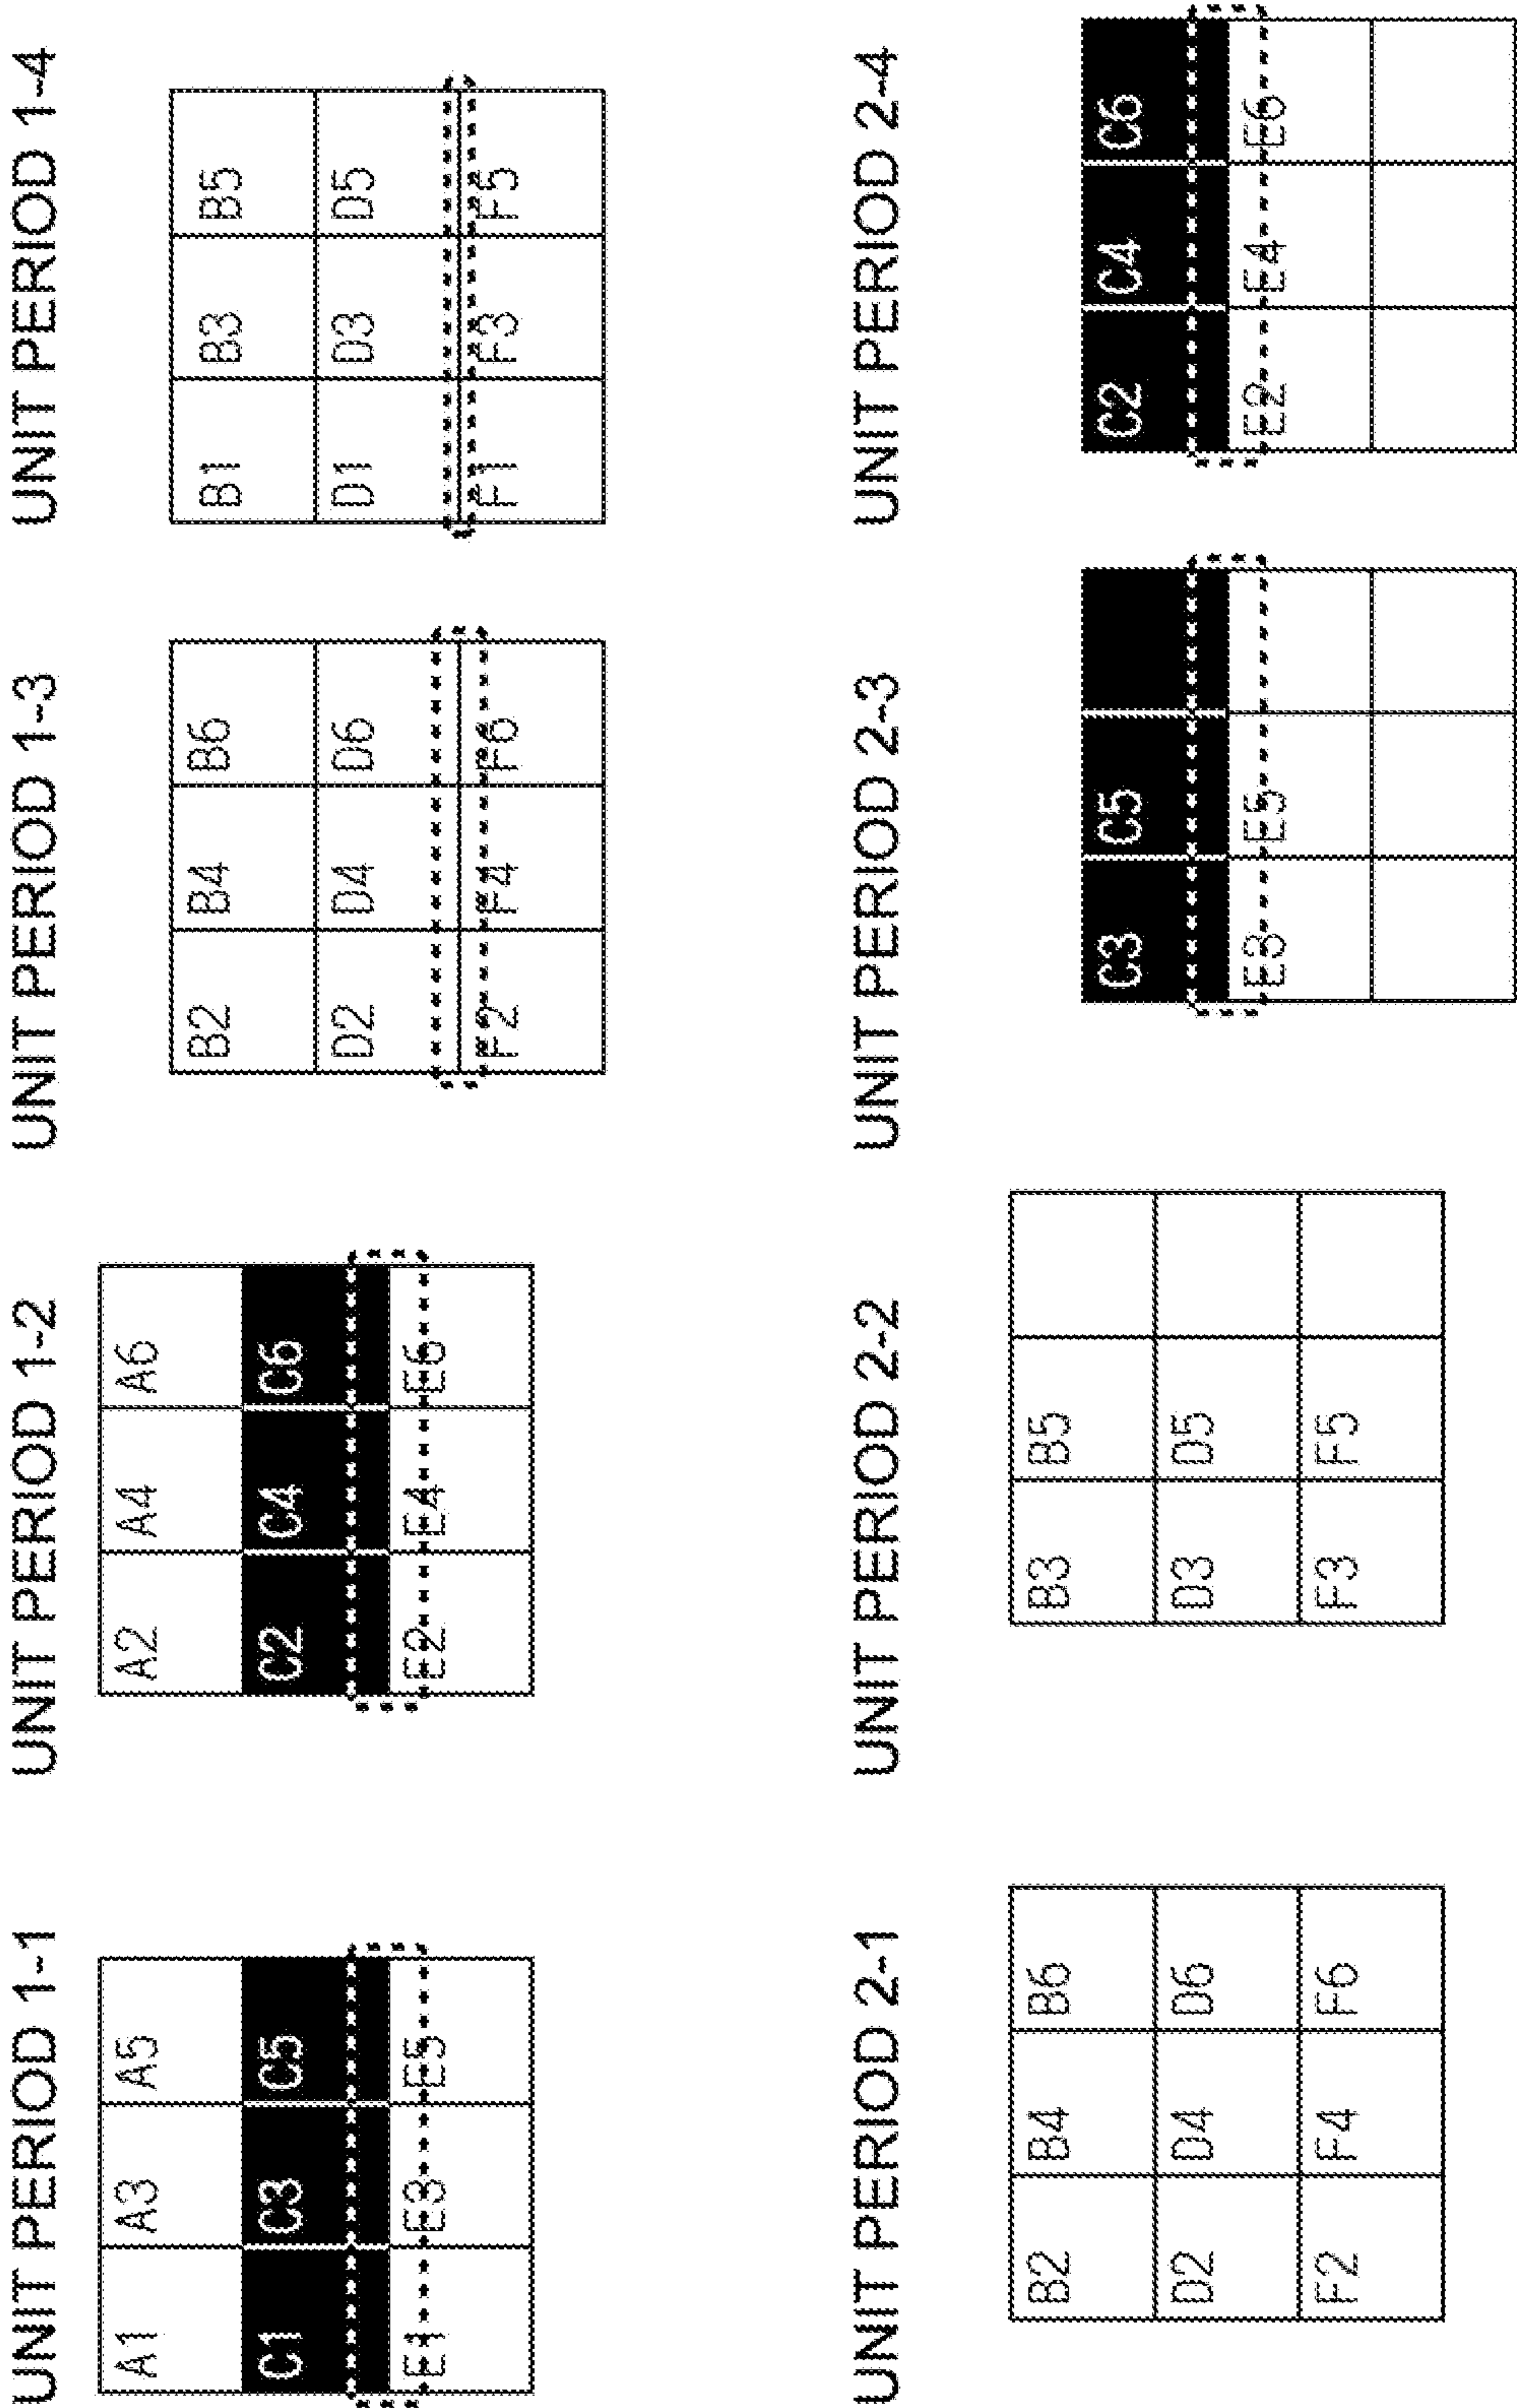 UNIT PERIOD 1-1
A1 A3 A5
C1 C3 C5
E1 E3 E5
UNIT PERIOD 1-2
A2 A4 A6
C2 C4 C6
E2 E4 E6
UNIT PERIOD 1-3
B2 B4 B6
D2 D4 D6
F2 F4 F6
UNIT PERIOD 1-4
B1 B3 B5
D1 D3 D5
F1 F3 F5
UNIT PERIOD 2-1
B2 B4 B6
D2 D4 D6
F2 F4 F6
UNIT PERIOD 2-2
B3 B5
D3 D5
F3 F5
UNIT PERIOD 2-3
C3 C5
E3 E5
UNIT PERIOD 2-4
C2 C4 C6
E2 E4 E6